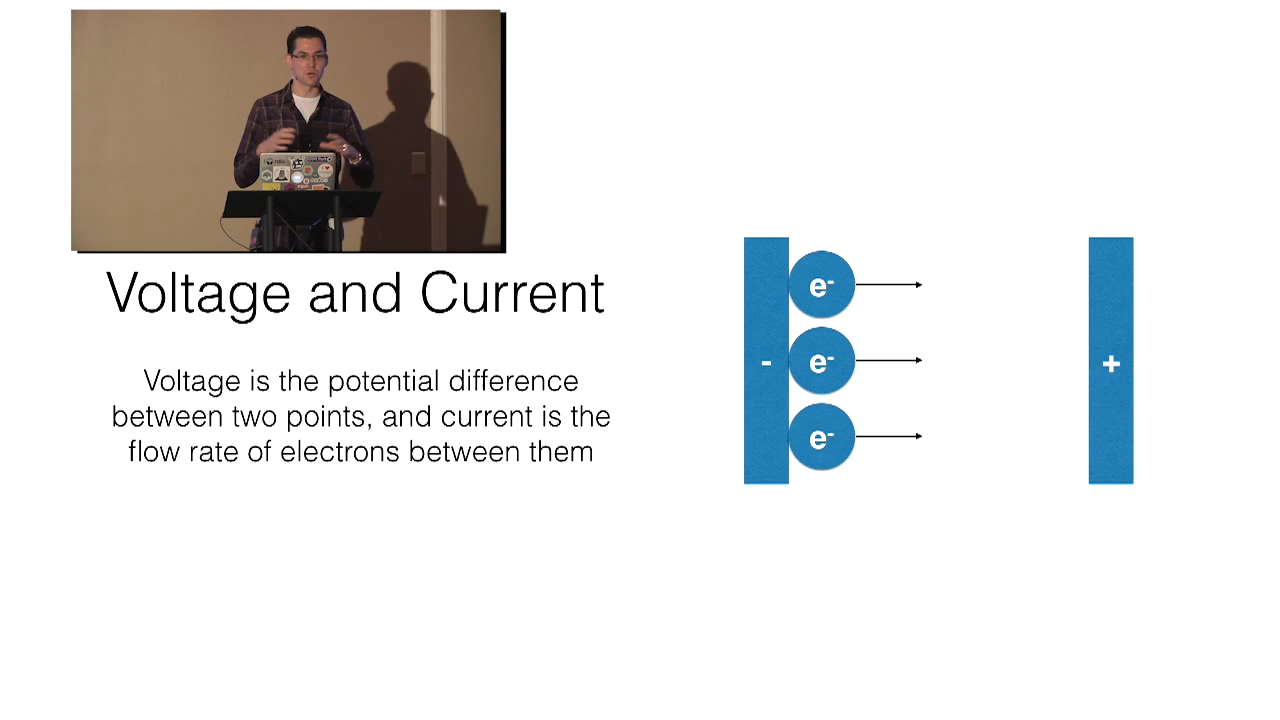 Voltage and Current
Voltage is the potential difference
between two points, and current is the
flow rate of electrons between them
e-
-
e-
+
e-